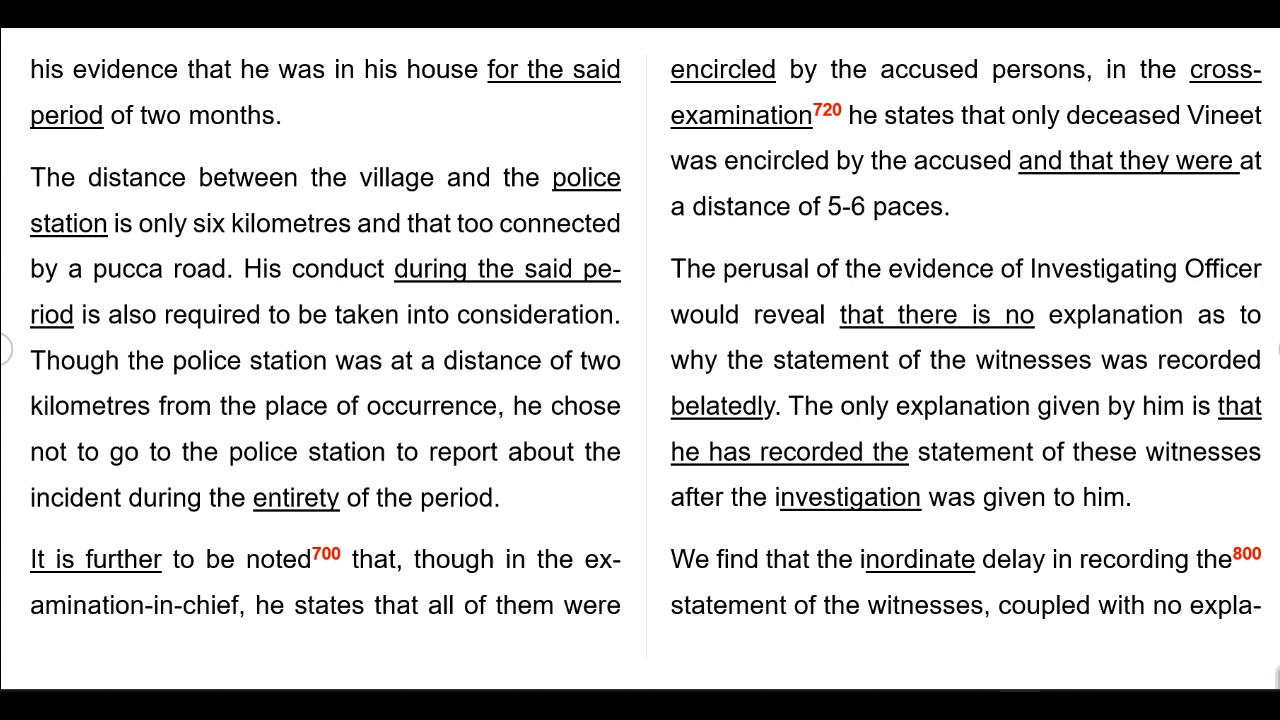 his evidence that he was in his house for the said
period of two months.
The distance between the village and the police
station is only six kilometres and that too connected
by a pucca road. His conduct during the said pe-
riod is also required to be taken into consideration.
Though the police station was at a distance of two
kilometres from the place of occurrence, he chose
not to go to the police station to report about the
incident during the entirety of the period.
It is further to be noted700 that, though in the ex-
amination-in-chief, he states that all of them were
encircled by the accused persons, in the cross-
examination720 he states that only deceased Vineet
was encircled by the accused and that they were at
a distance of 5-6 paces.
The perusal of the evidence of Investigating Officer
would reveal that there is no explanation as to
why the statement of the witnesses was recorded
belatedly. The only explanation given by him is that
he has recorded the statement of these witnesses
after the investigation was given to him.
We find that the inordinate delay in recording the800
statement of the witnesses, coupled with no expla-